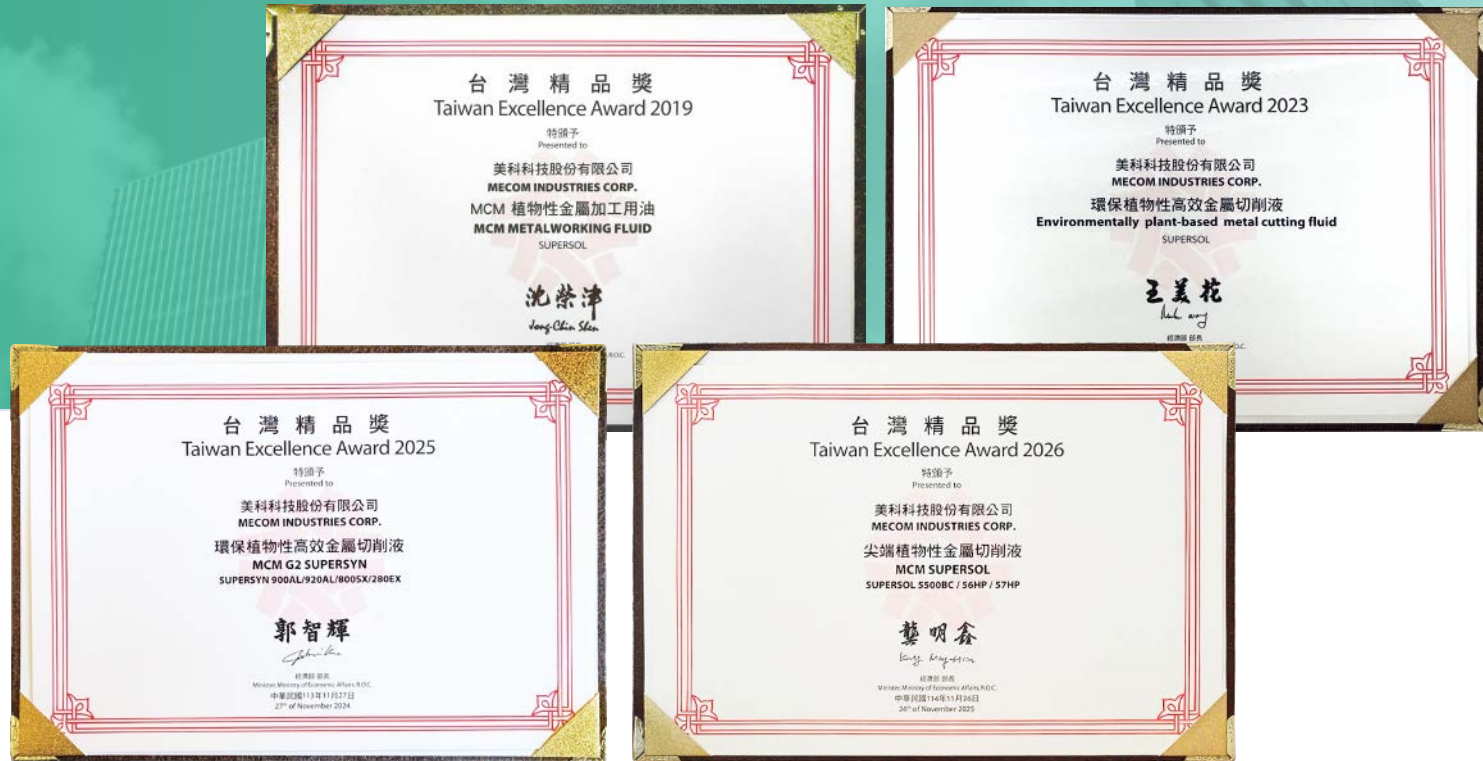 台灣精品獎
Taiwan Excellence Award 2019
特頒予
Presented to
美科科技股份有限公司
MECOM INDUSTRIES CORP.
MCM 植物性金屬加工用油
MCM METALWORKING FLUID
SUPERSOL
沈榮津
Jong-Chin Shen
R.O.C.
台灣精品獎
Taiwan Excellence Award 2023
特頒予
Presented to
美科科技股份有限公司
MECOM INDUSTRIES CORP.
環保植物性高效金屬切削液
Environmentally plant-based metal cutting fluid
SUPERSOL
王美花
經濟部 部長
台灣精品獎
Taiwan Excellence Award 2025
特頒予
Presented to
美科科技股份有限公司
MECOM INDUSTRIES CORP.
環保植物性高效金屬切削液
MCM G2 SUPERSYN
SUPERSYN 900AL/920AL/800SX/280EX
郭智輝
經濟部 部長
Minister, Ministry of Economic Affairs, R.O.C.
中華民國113年11月27日
27th of November 2024
台灣精品獎
Taiwan Excellence Award 2026
特頒予
Presented to
美科科技股份有限公司
MECOM INDUSTRIES CORP.
尖端植物性金屬切削液
MCM SUPERSOL
SUPERSOL 5500BC / 56HP / 57HP
龔明鑫
經濟部 部長
Minister, Ministry of Economic Affairs, R.O.C.
中華民國114年11月26日
26th of November 2025